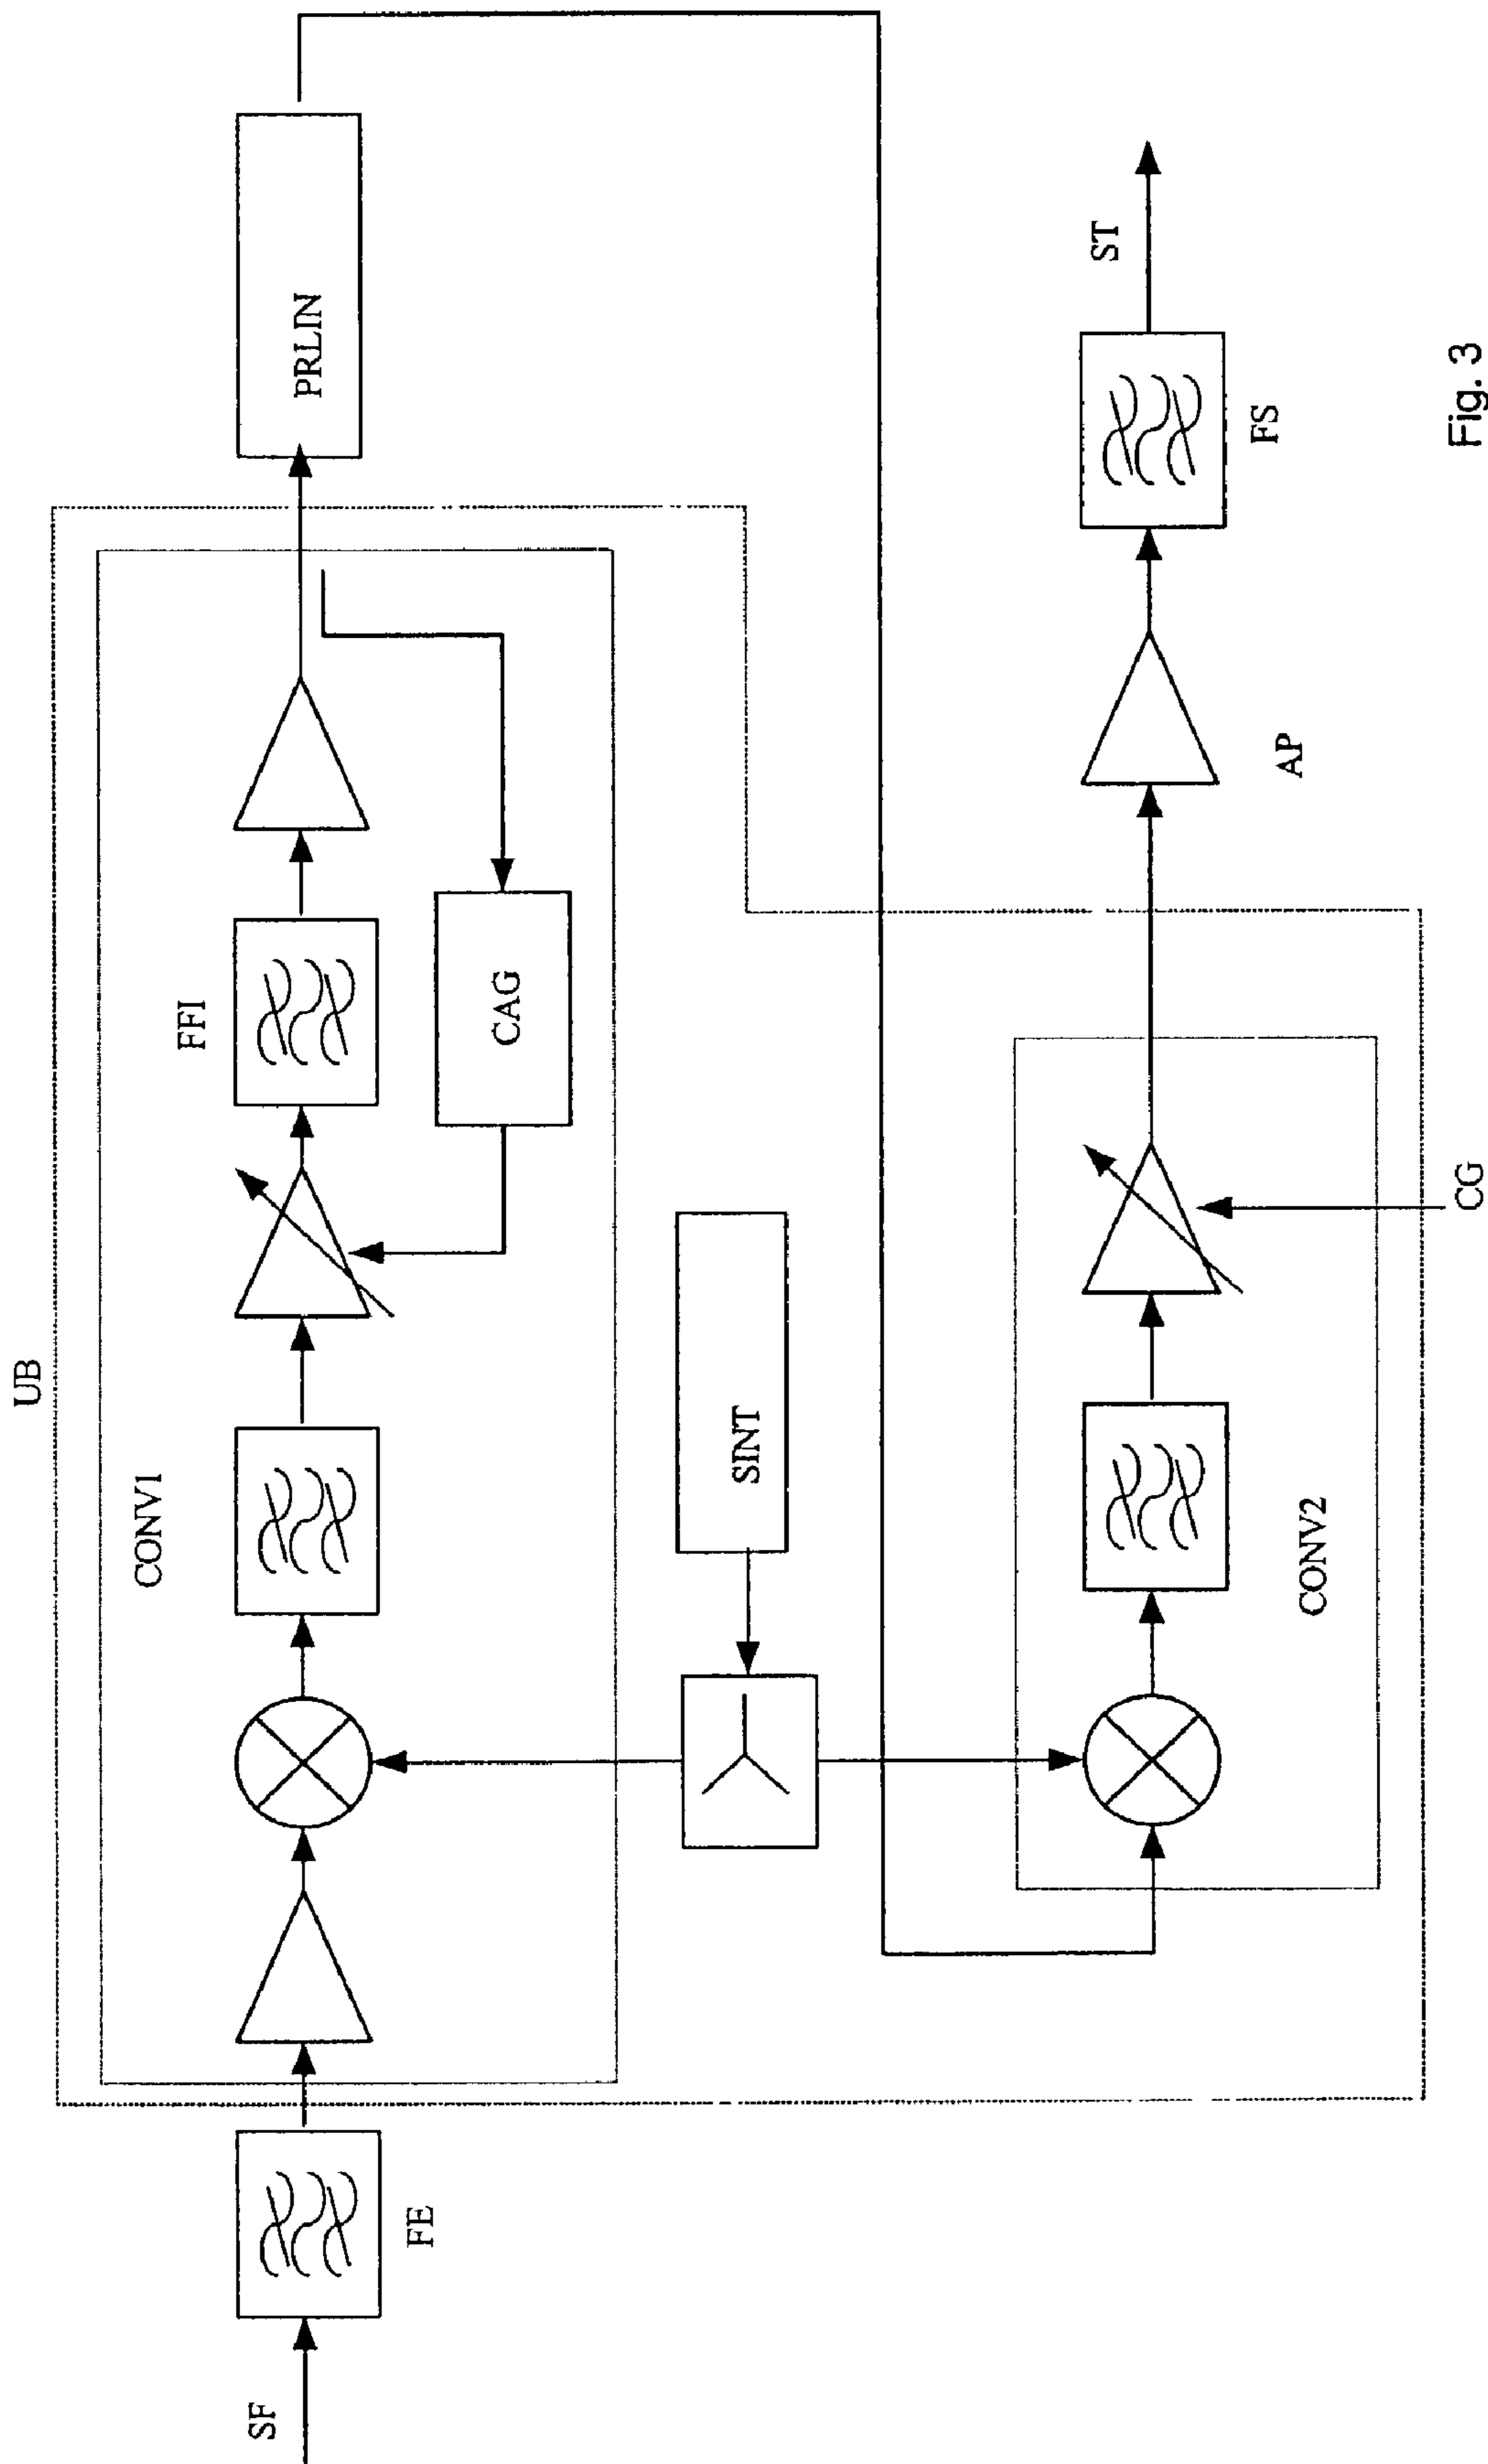 UB
CONV1
FFI
PRLIN
SF
FE
CAG
SINT
ST
CONV2
AP
FS
CG
Fig. 3